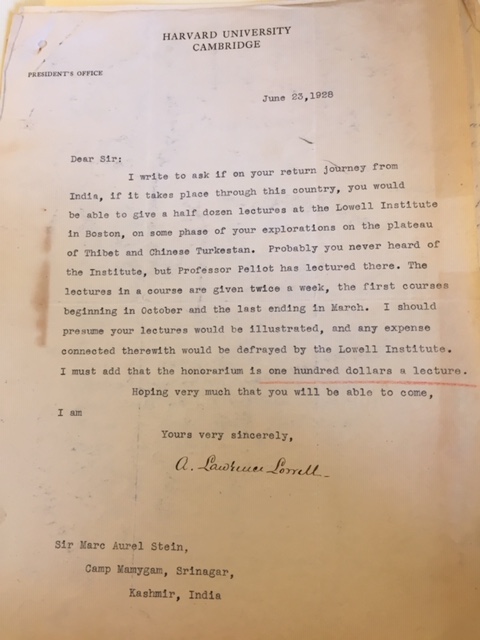 HARVARD UNIVERSITY
CAMBRIDGE
PRESIDENT'S OFFICE
June 23,1928
Dear Sir:
I write to ask if on your return journey from
India, if it takes place through this country, you would
be able to give a half dozen lectures at the Lowell Institute
in Boston, on some phase of your explorations on the plateau
of Thibet and Chinese Turkestan. Probably you never heard of
the Institute, but Professor Peliot has lectured there. The
lectures in a course are given twice a week, the first courses
beginning in October and the last ending in March. I should
presume your lectures would be illustrated, and any expense
connected therewith would be defrayed by the Lowell Institute.
I must add that the honorarium is one hundred dollars a lecture.
Hoping very much that you will be able to come,
I am
Yours very sincerely,
A. Lawrence Lowell
Sir Marc Aurel Stein,
Camp Mamygam, Srinagar,
Kashmir, India